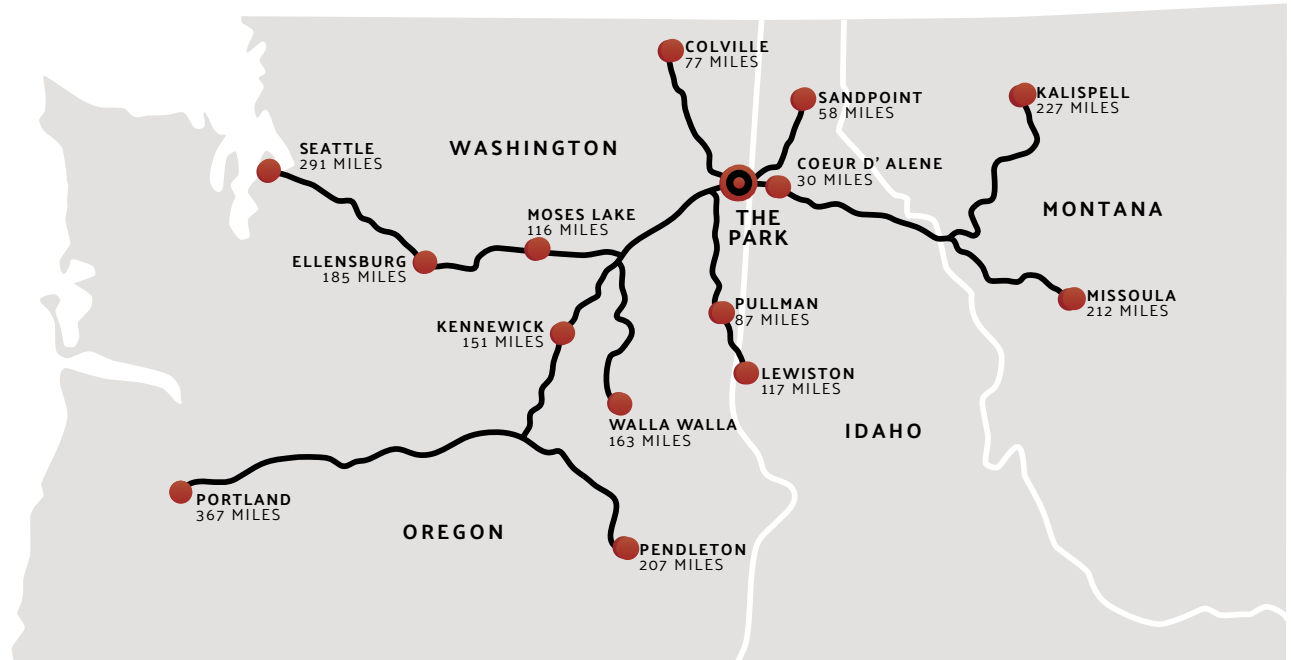 COLVILLE
77 MILES
SANDPOINT
58 MILES
KALISPELL
227 MILES
SEATTLE
291 MILES
WASHINGTON
COEUR D' ALENE
30 MILES
MONTANA
MOSES LAKE
116 MILES
THE
PARK
ELLENSBURG
185 MILES
PULLMAN
87 MILES
MISSOULA
212 MILES
KENNEWICK
151 MILES
LEWISTON
117 MILES
WALLA WALLA
163 MILES
IDAHO
PORTLAND
367 MILES
OREGON
PENDLETON
207 MILES